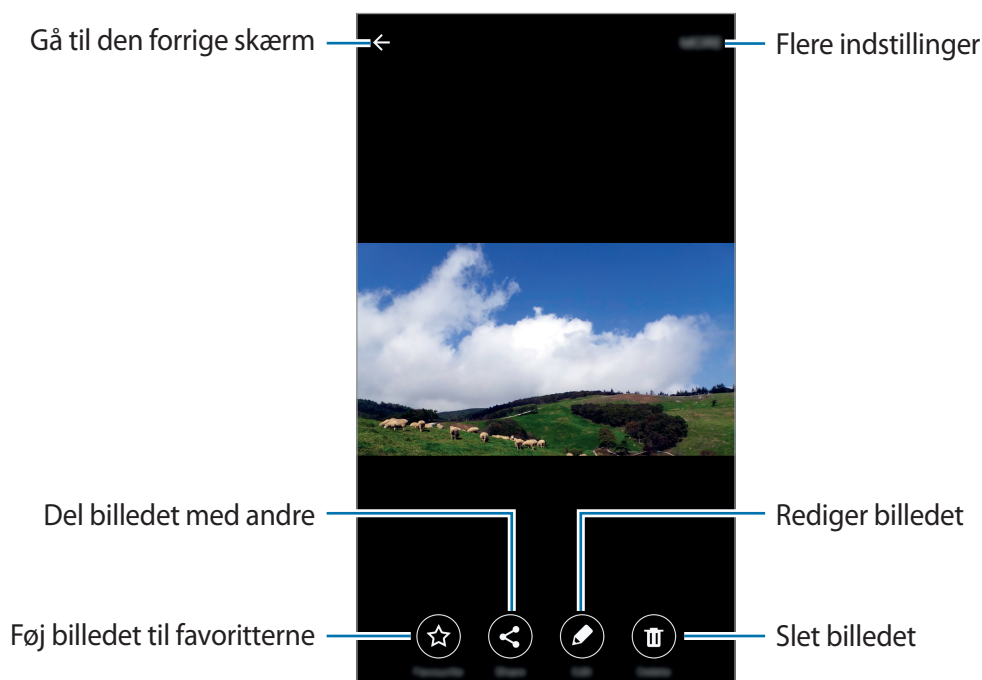 Gå til den forrige skærm
Flere indstillinger
Del billedet med andre
Rediger billedet
Føj billedet til favoritterne
Slet billedet